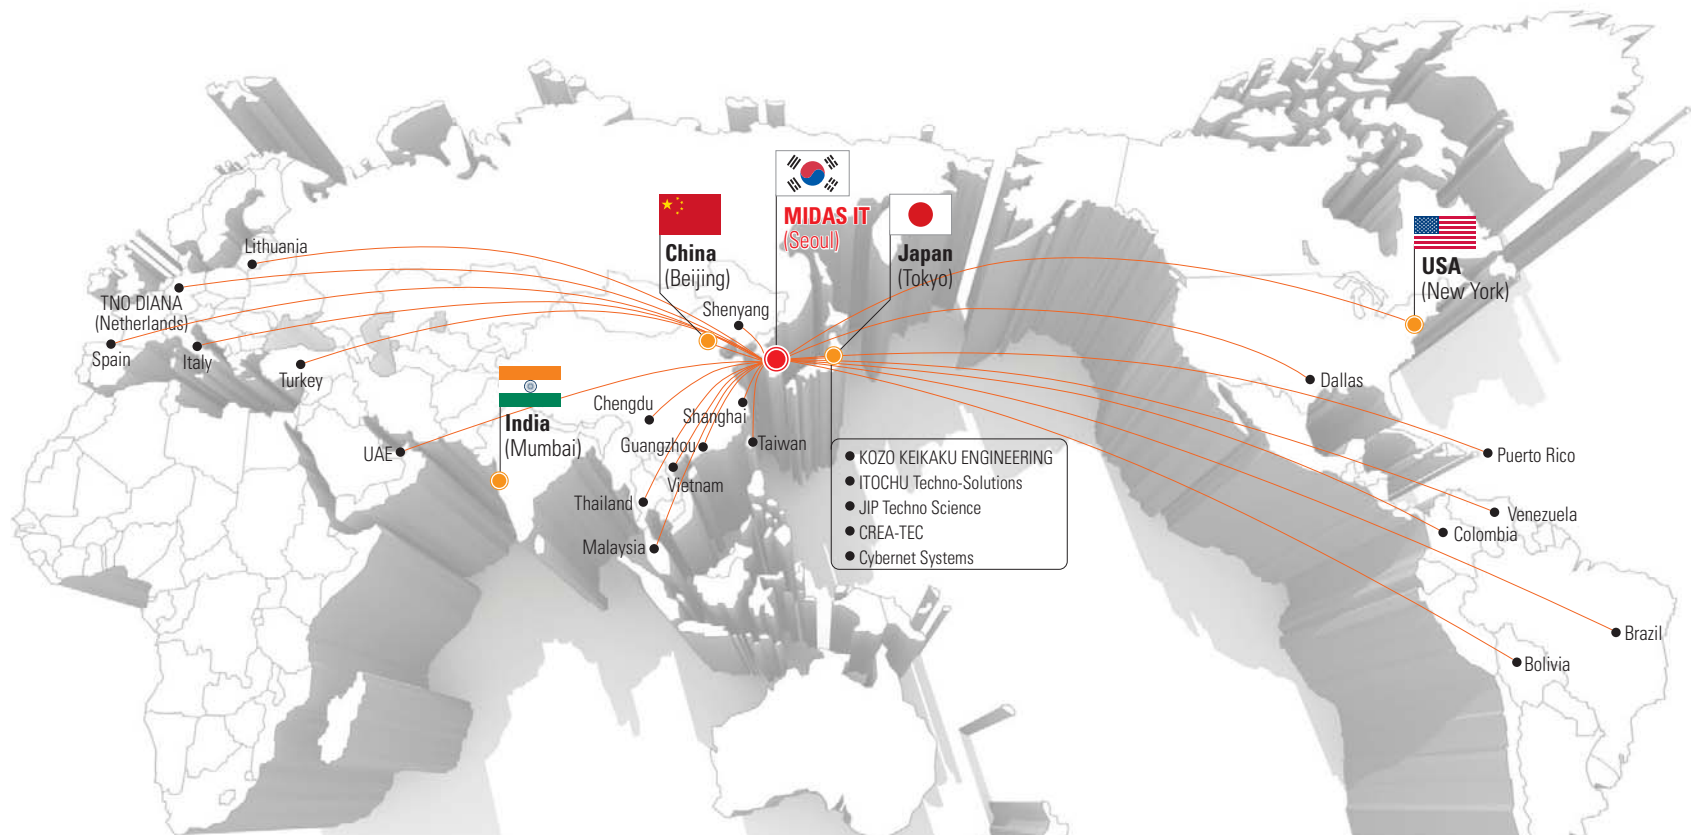 MIDAS IT
(Seoul)
China
(Beijing)
Japan
(Tokyo)
USA
(New York)
India
(Mumbai)
Lithuania
TNO DIANA
(Netherlands)
Spain
Italy
Turkey
UAE
Shenyang
Chengdu
Shanghai
Guangzhou
Taiwan
Vietnam
Thailand
Malaysia
● KOZO KEIKAKU ENGINEERING
● ITOCHU Techno-Solutions
● JIP Techno Science
● CREA-TEC
● Cybernet Systems
Dallas
Puerto Rico
Venezuela
Colombia
Brazil
Bolivia